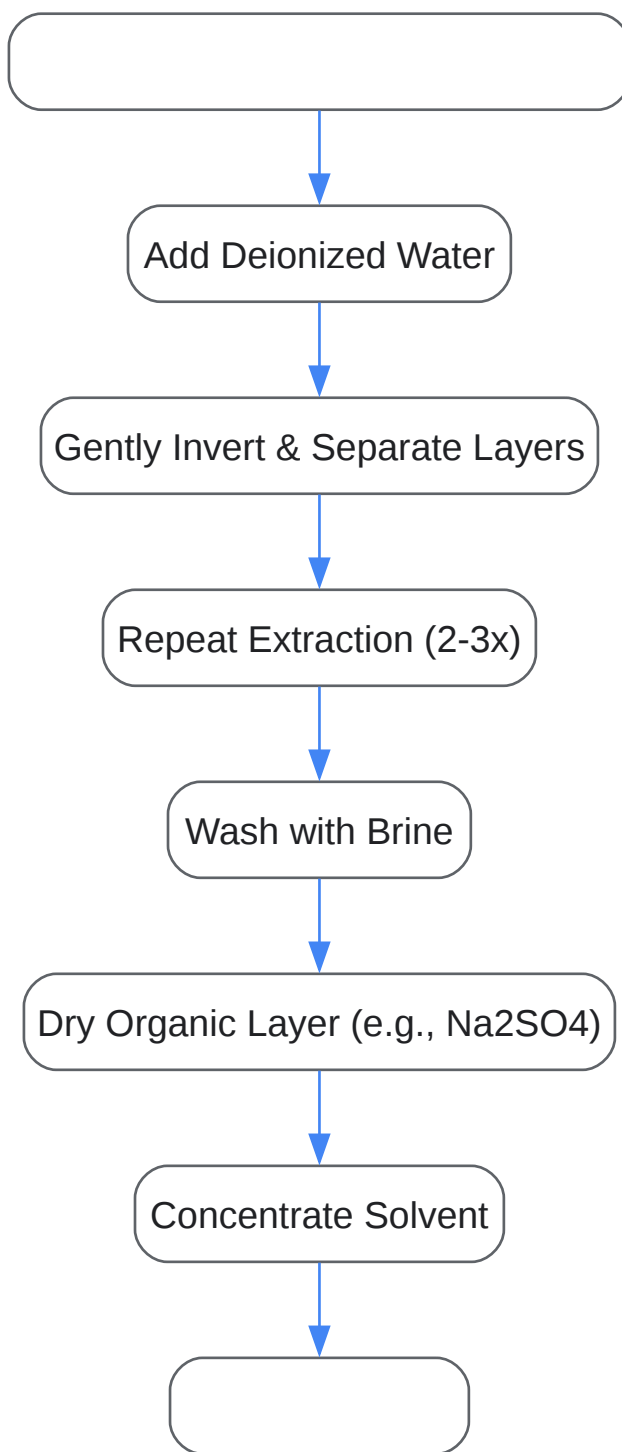 Add Deionized Water
Gently Invert & Separate Layers
Repeat Extraction (2-3x)
Wash with Brine
Dry Organic Layer (e.g., Na2SO4)
Concentrate Solvent